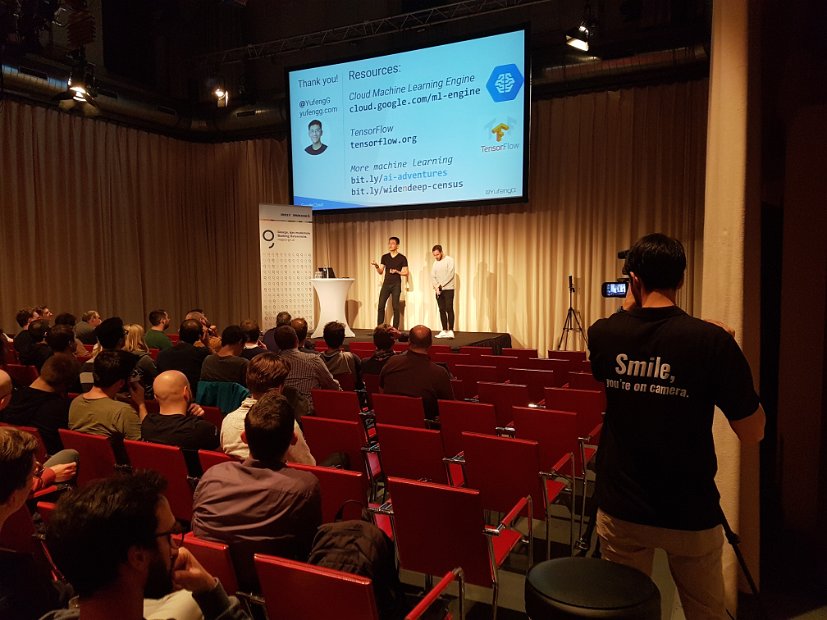 Thank you!
@YufengG
yufengg.com
Resources:
Cloud Machine Learning Engine
cloud.google.com/ml-engine
TensorFlow
tensorflow.org
TensorFlow
More machine learning
bit.ly/ai-adventures
bit.ly/widendeep-census
@YufengG
Smile,
you're on camera.